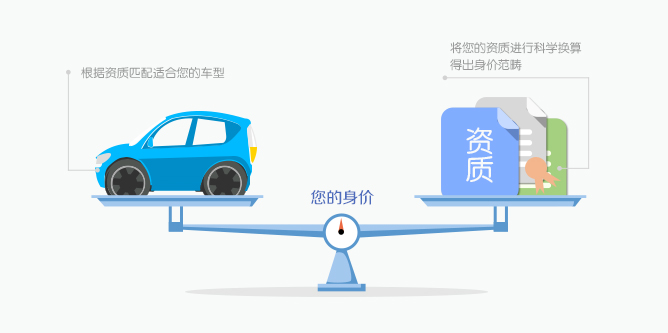 将您的资质进行科学换算
得出身价范畴
根据资质匹配适合您的车型
资质
您的身价